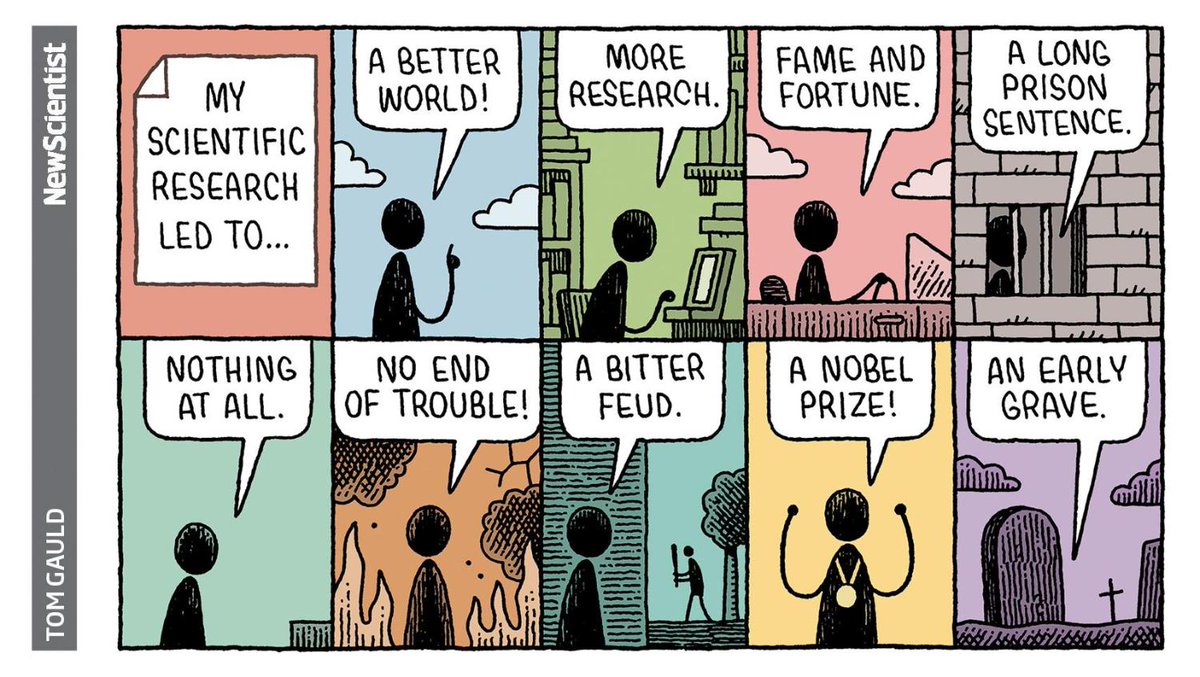 NewScientist
TOM GAULD
MY
SCIENTIFIC
RESEARCH
LED TO...
A BETTER
WORLD!
MORE
RESEARCH.
FAME AND
FORTUNE.
A LONG
PRISON
SENTENCE.
NOTHING
AT ALL.
NO END
OF TROUBLE!
A BITTER
FEUD.
A NOBEL
PRIZE!
AN EARLY
GRAVE.